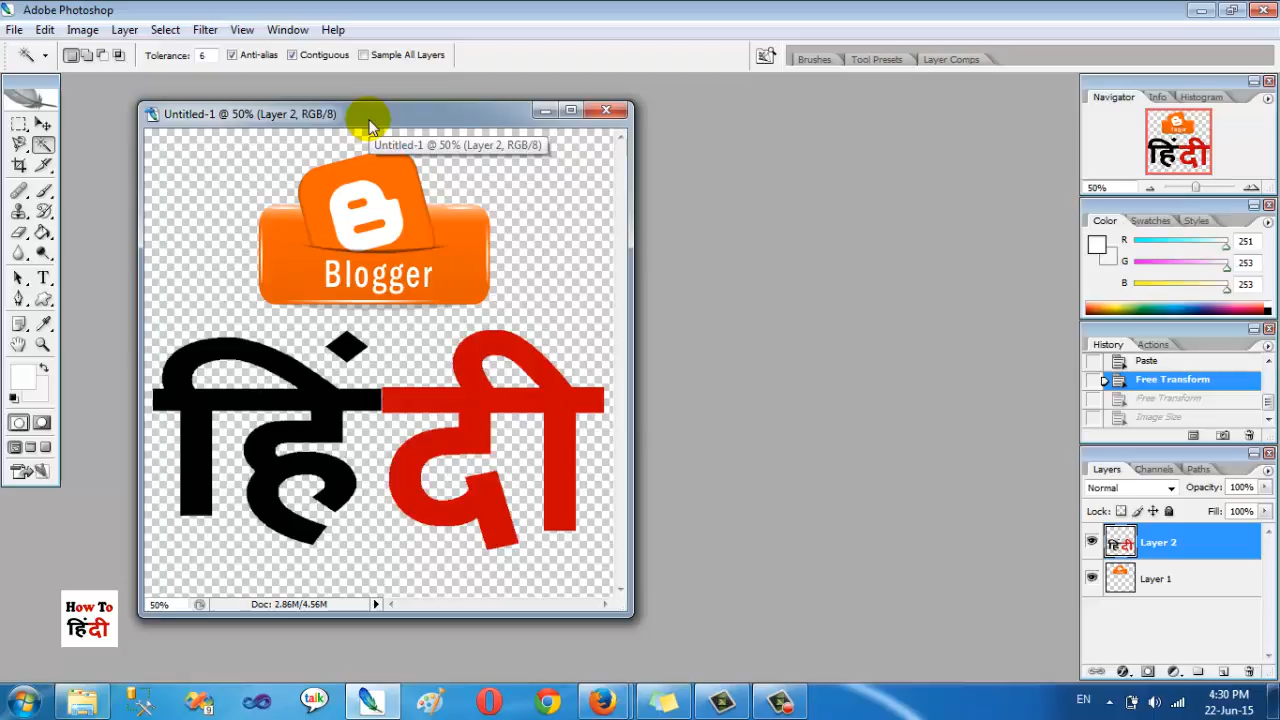 Adobe Photoshop
File Edit Image Layer Select Filter View Window Help
Tolerance: 6 Anti-alias Contiguous Sample All Layers
Brushes Tool Presets Layer Comps
Untitled-1 @ 50% (Layer 2, RGB/8)
Untitled-1 @ 50% (Layer 2, RGB/8)
Blogger
हिंदी
50% Doc: 2.86M/4.56M
How To
हिंदी
Navigator Info Histogram
हिंदी
50%
Color Swatches Styles
R 251
G 253
B 253
History Actions
Paste
Free Transform
Free Transform
Image Size
Layers Channels Paths
Normal Opacity: 100%
Lock: Fill: 100%
Layer 2
Layer 1
talk
9
EN
4:30 PM
22-Jun-15